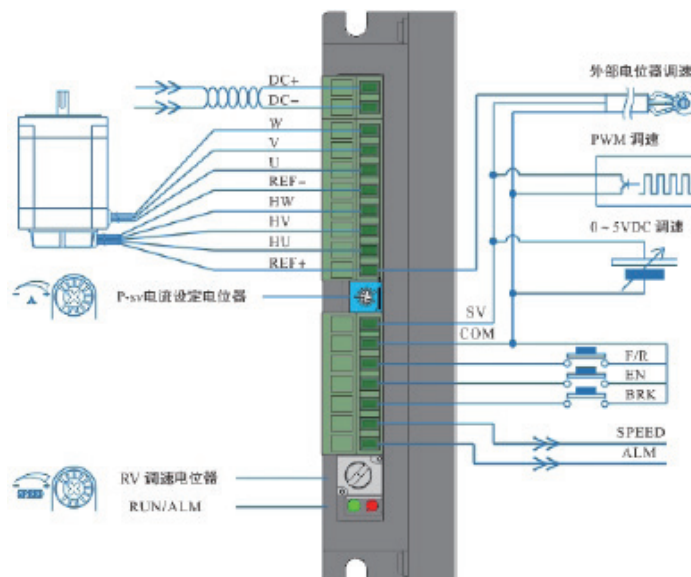 DC+
DC-
W
V
U
REF-
HW
HV
HU
REF+
P-sv电流设定电位器
A
RV 调速电位器
SPEED
RUN/ALM
外部电位器调速
PWM 调速
0~5VDC 调速
SV
COM
F/R
EN
BRK
SPEED
ALM